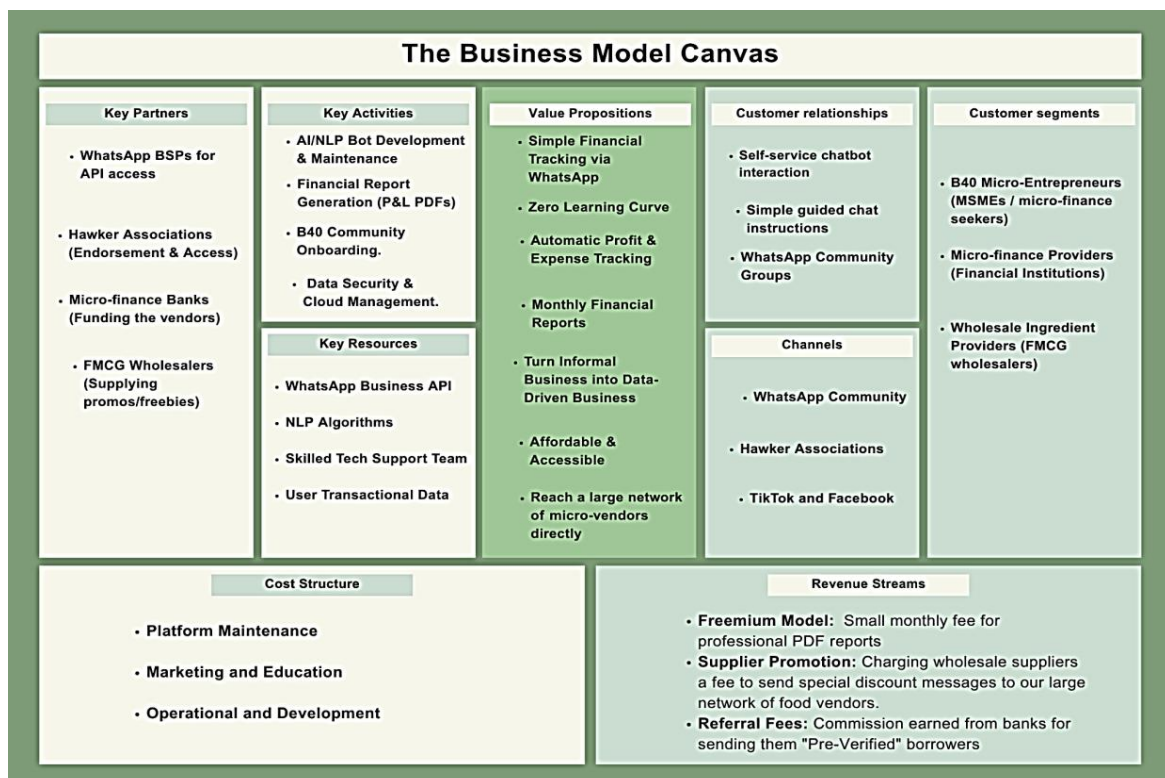 The Business Model Canvas
Key Partners
• WhatsApp BSPs for
API access
• Hawker Associations
(Endorsement & Access)
• Micro-finance Banks
(Funding the vendors)
• FMCG Wholesalers
(Supplying
promos/freebies)
Key Activities
• AI/NLP Bot Development
& Maintenance
• Financial Report
Generation (P&L PDFs)
• B40 Community
Onboarding.
• Data Security &
Cloud Management.
Key Resources
• WhatsApp Business API
• NLP Algorithms
• Skilled Tech Support Team
• User Transactional Data
Value Propositions
• Simple Financial
Tracking via
WhatsApp
• Zero Learning Curve
• Automatic Profit &
Expense Tracking
• Monthly Financial
Reports
• Turn Informal
Business into Data-
Driven Business
• Affordable &
Accessible
• Reach a large network
of micro-vendors
directly
Customer relationships
• Self-service chatbot
interaction
• Simple guided chat
instructions
• WhatsApp Community
Groups
Channels
• WhatsApp Community
• Hawker Associations
• TikTok and Facebook
Customer segments
• B40 Micro-Entrepreneurs
(MSMEs / micro-finance
seekers)
• Micro-finance Providers
(Financial Institutions)
• Wholesale Ingredient
Providers (FMCG
wholesalers)
Cost Structure
• Platform Maintenance
• Marketing and Education
• Operational and Development
Revenue Streams
• Freemium Model: Small monthly fee for
professional PDF reports
• Supplier Promotion: Charging wholesale suppliers
a fee to send special discount messages to our large
network of food vendors.
• Referral Fees: Commission earned from banks for
sending them "Pre-Verified" borrowers